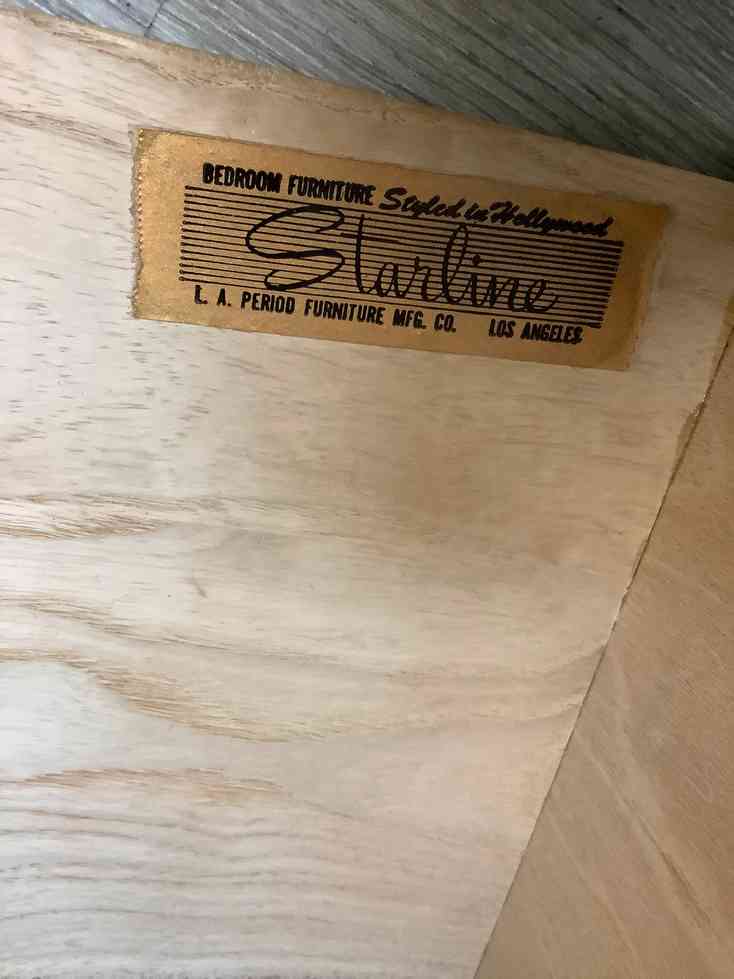 BEDROOM FURNITURE Styled in Hollywood
Starline
L. A. PERIOD FURNITURE MFG. CO. LOS ANGELES